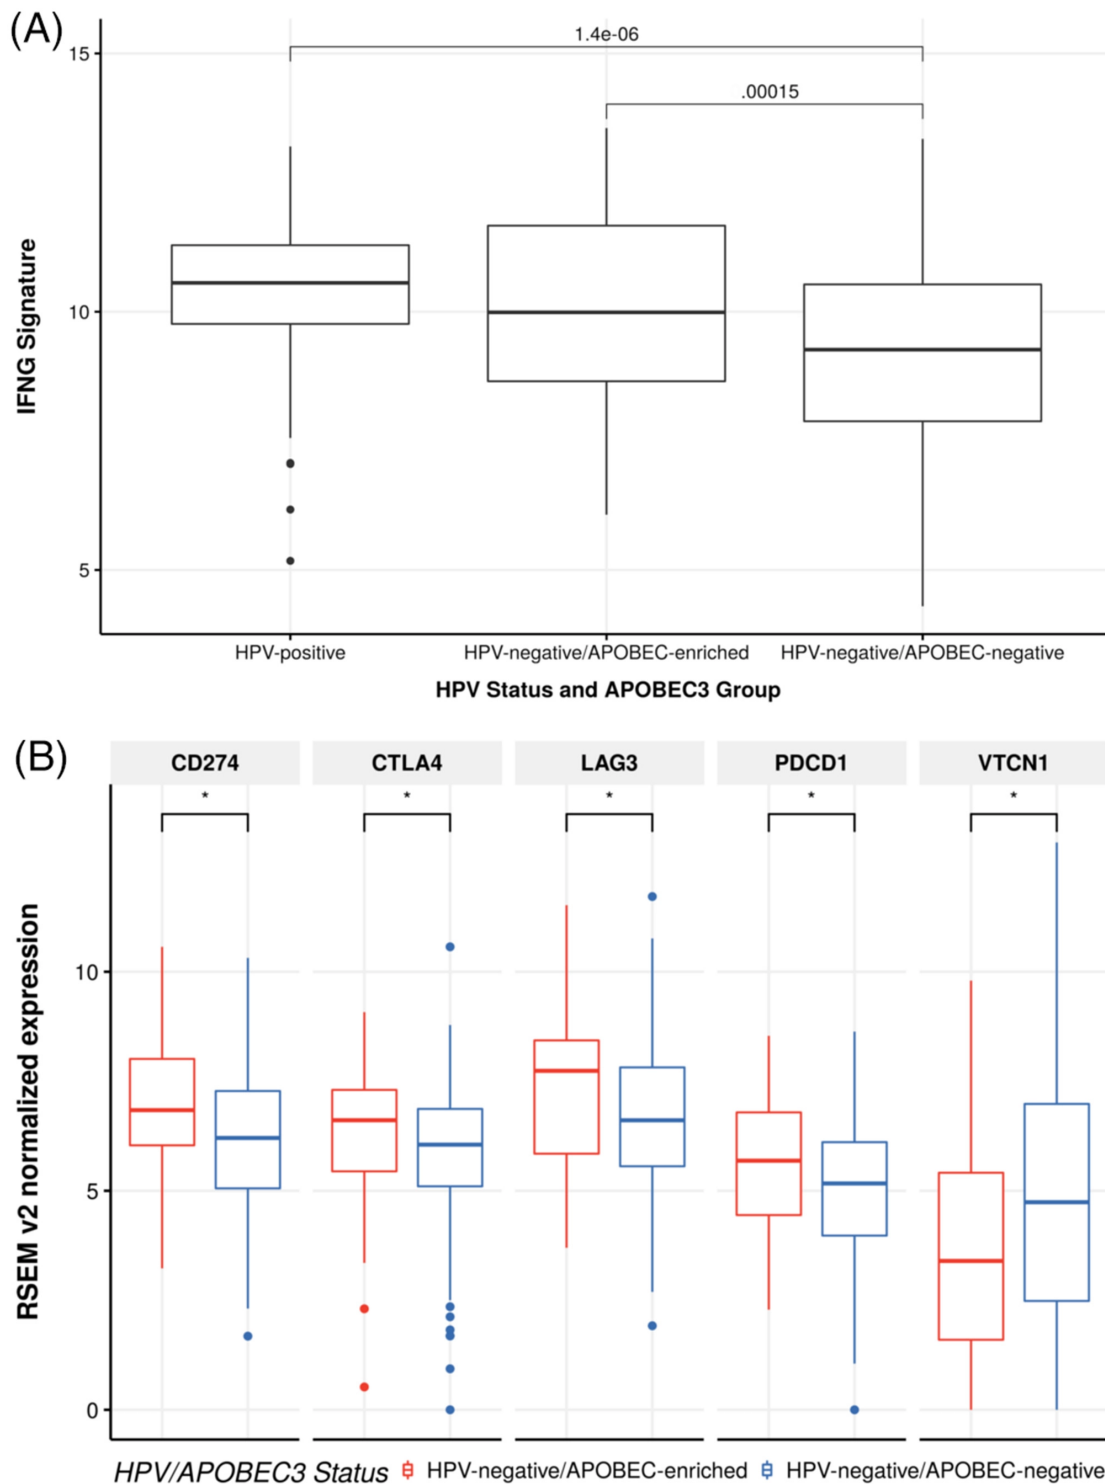 (A)
1.4e-06
.00015
15
10
5
IFNG Signature
HPV-positive HPV-negative/APOBEC-enriched HPV-negative/APOBEC-negative
HPV Status and APOBEC3 Group
(B)
CD274 CTLA4 LAG3 PDCD1 VTCN1
* * * * *
10
5
0
RSEM v2 normalized expression
HPV/APOBEC3 Status HPV-negative/APOBEC-enriched HPV-negative/APOBEC-negative